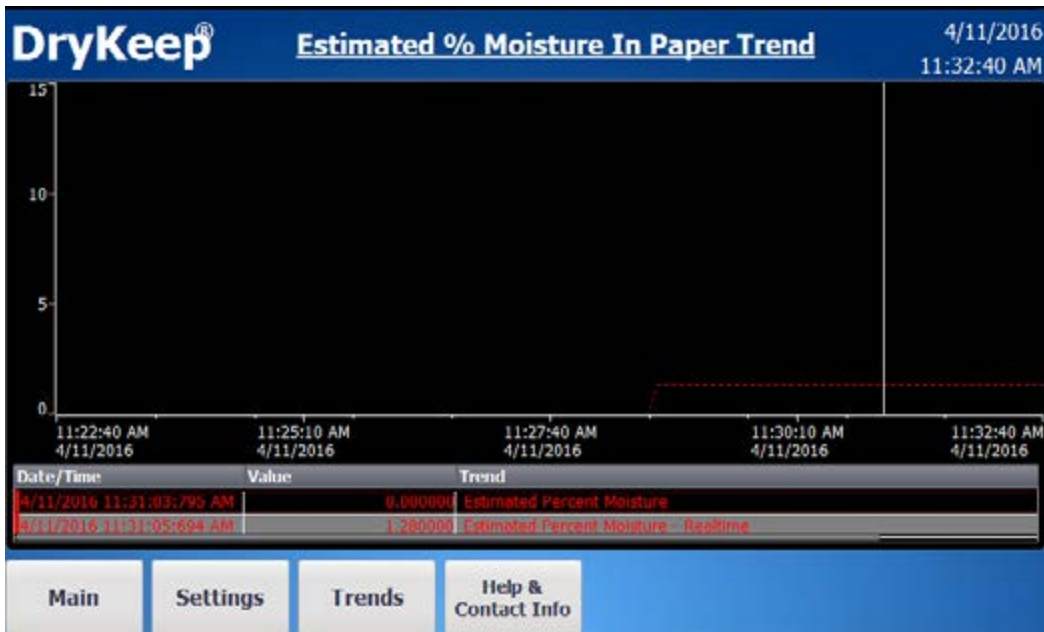 DryKeep®
Estimated % Moisture In Paper Trend
4/11/2016
11:32:40 AM
15
10
5
0
11:22:40 AM
4/11/2016
11:25:10 AM
4/11/2016
11:27:40 AM
4/11/2016
11:30:10 AM
4/11/2016
11:32:40 AM
4/11/2016
Date/Time Value Trend
4/11/2016 11:31:03:795 AM 0.000000 Estimated Percent Moisture
4/11/2016 11:31:05:694 AM 1.280000 Estimated Percent Moisture - Realtime
Main
Settings
Trends
Help &
Contact Info